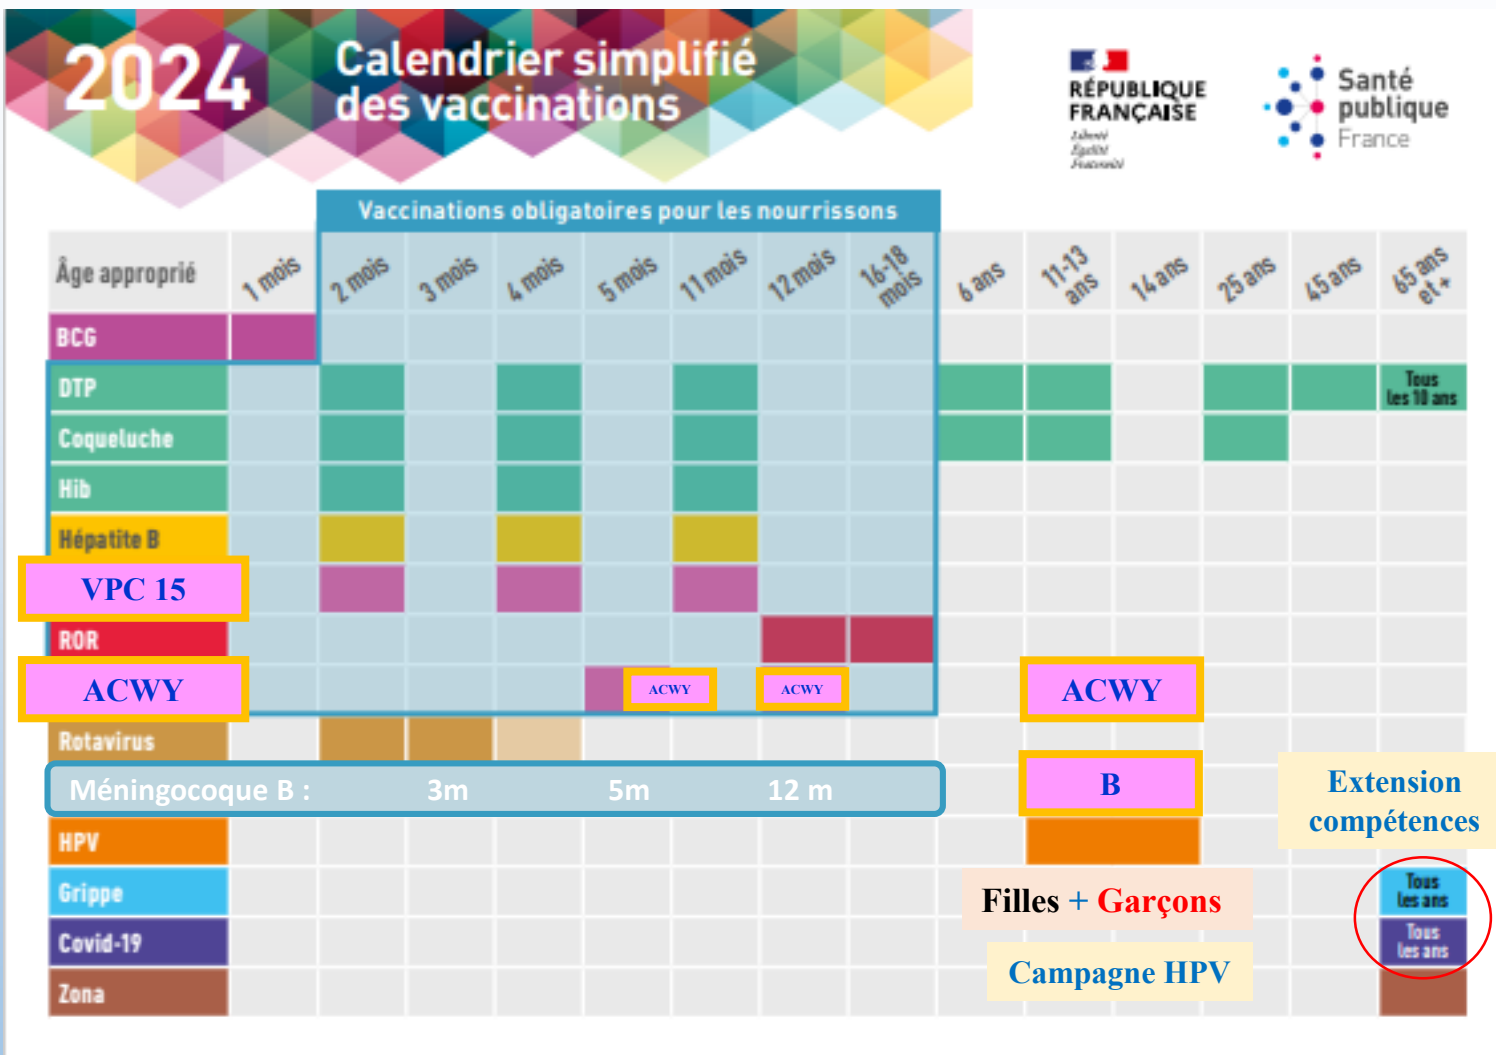 2024
Calendrier simplifié
des vaccinations
RÉPUBLIQUE
FRANÇAISE
Liberté
Égalité
Fraternité
Santé
publique
France
Vaccinations obligatoires pour les nourrissons
Âge approprié
1 mois
2 mois
3 mois
4 mois
5 mois
11 mois
12 mois
16-18
mois
6 ans
11-13
ans
14 ans
25 ans
45 ans
65 ans
et +
BCG
DTP
Tous
les 10 ans
Coqueluche
Hib
Hépatite B
VPC 15
ROR
ACWY
ACWY
ACWY
ACWY
Rotavirus
Méningocoque B : 3m 5m 12 m
B
Extension
compétences
HPV
Grippe
Filles + Garçons
Tous
les ans
Covid-19
Tous
les ans
Campagne HPV
Zona